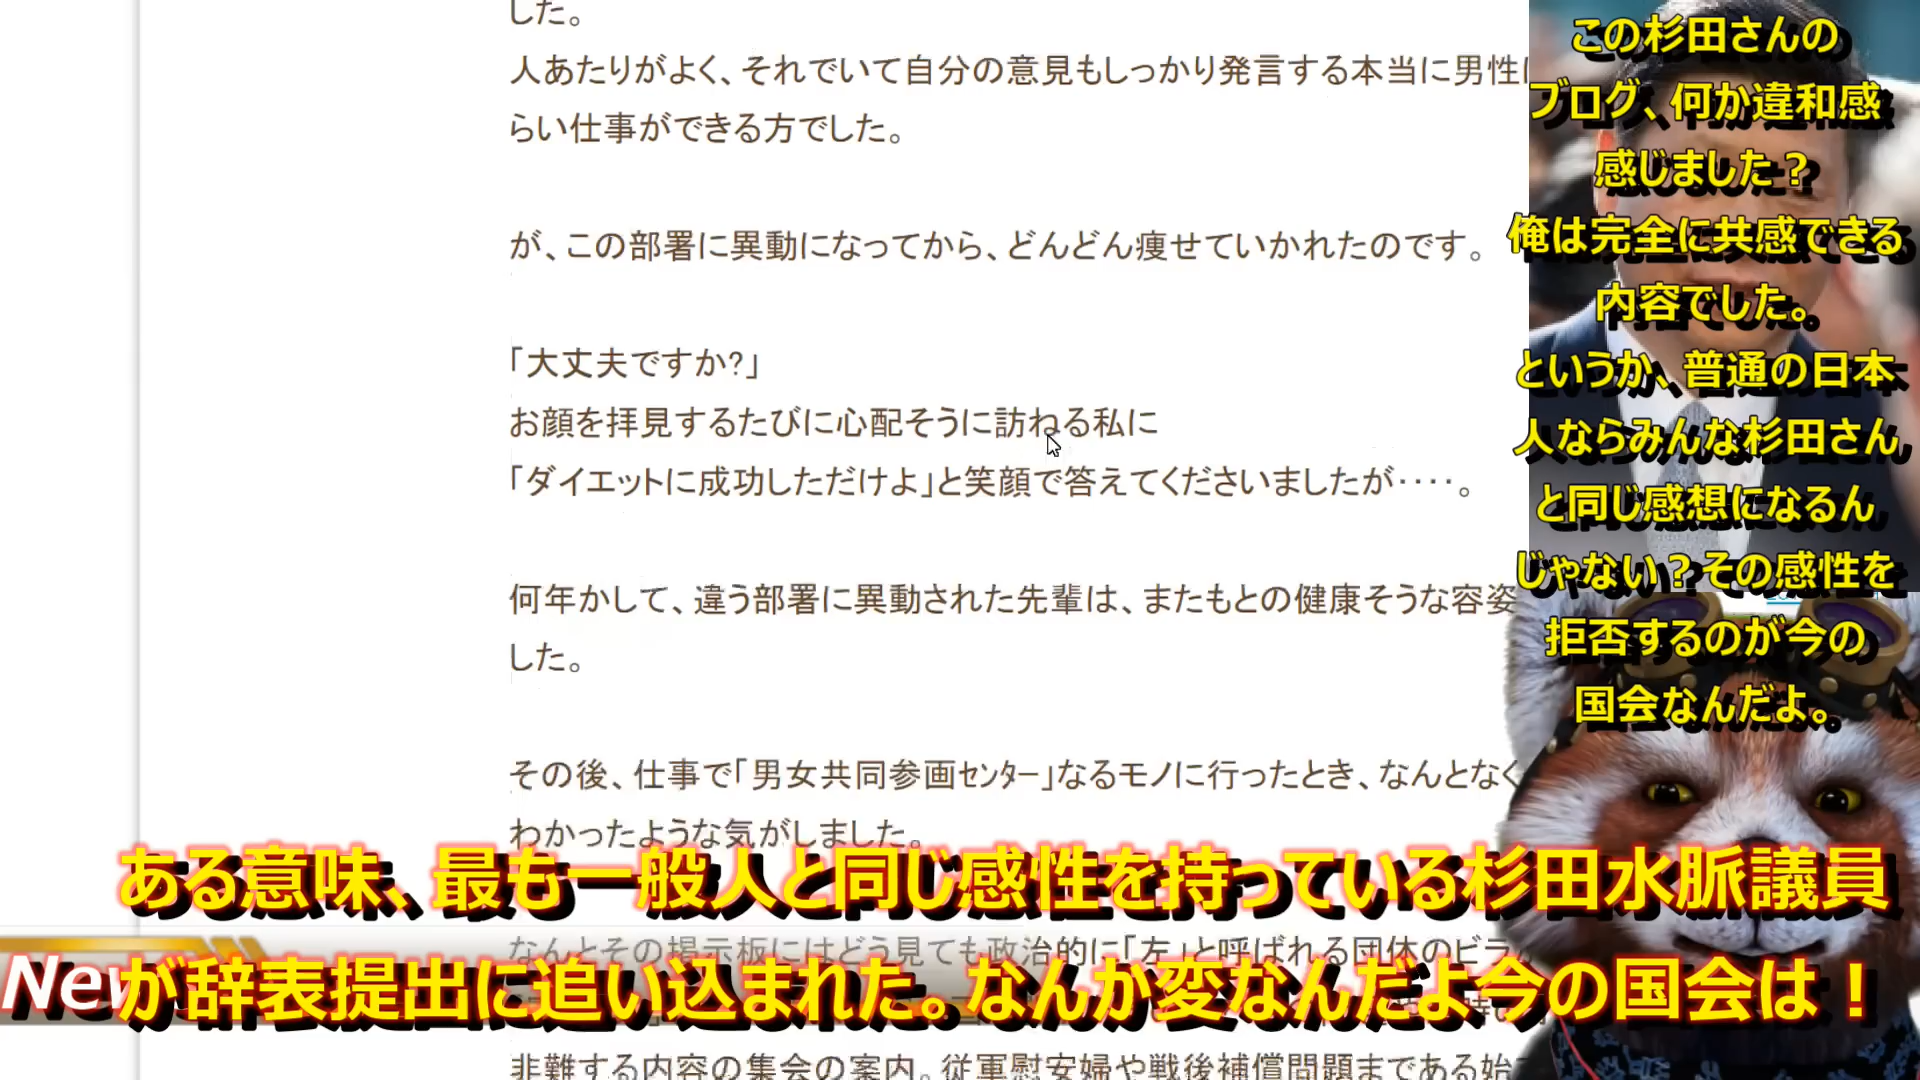 した。
人あたりがよく、それでいて自分の意見もしっかり発言する本当に男性
らい仕事ができる方でした。
が、この部署に異動になってから、どんどん痩せていかれたのです。
「大丈夫ですか?」
お顔を拝見するたびに心配そうに訪ねる私に
「ダイエットに成功しただけよ」と笑顔で答えてくださいましたが‥‥。
何年かして、違う部署に異動された先輩は、またもとの健康そうな容姿
した。
その後、仕事で「男女共同参画ｾﾝﾀｰ」なるモノに行ったとき、なんとなく
わかったような気がしました。
なんとその掲示板にはどう見ても政治的に「左」と呼ばれる団体のビラ
非難する内容の集会の案内。従軍慰安婦や戦後補償問題まである始
この杉田さんの
ブログ、何か違和感
感じました？
俺は完全に共感できる
内容でした。
というか、普通の日本
人ならみんな杉田さん
と同じ感想になるん
じゃない？その感性を
拒否するのが今の
国会なんだよ。
ある意味、最も一般人と同じ感性を持っている杉田水脈議員
が辞表提出に追い込まれた。なんか変なんだよ今の国会は！
New